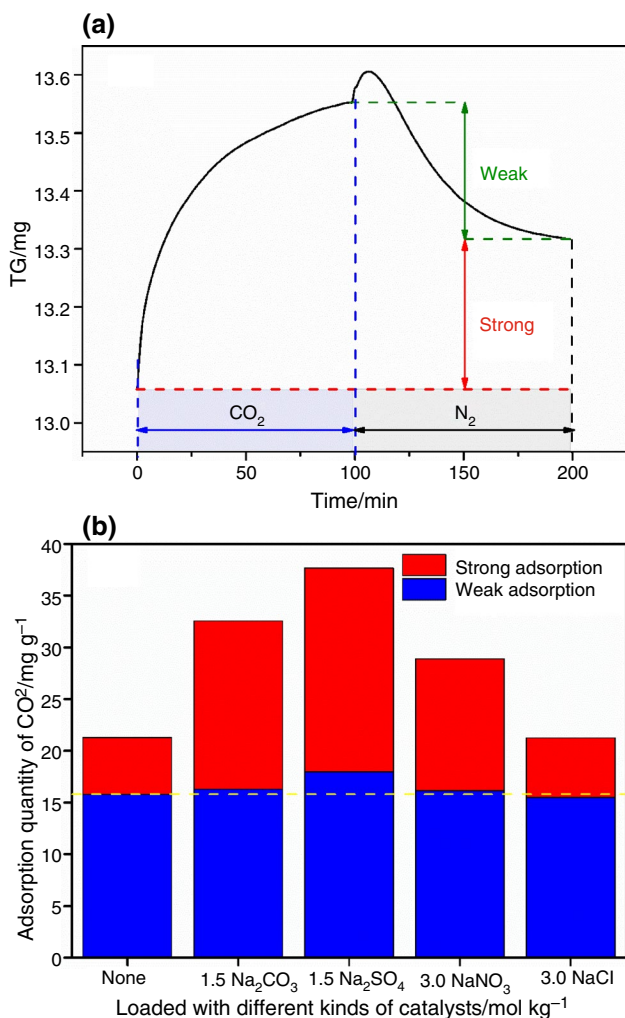 (a)
13.6
13.5
13.4
13.3
13.2
13.1
13.0
TG/mg
Weak
Strong
CO₂
N₂
0
50
100
150
200
Time/min
(b)
40
35
30
25
20
15
10
5
0
Adsorption quantity of CO²/mg g⁻¹
Strong adsorption
Weak adsorption
None
1.5 Na₂CO₃
1.5 Na₂SO₄
3.0 NaNO₃
3.0 NaCl
Loaded with different kinds of catalysts/mol kg⁻¹